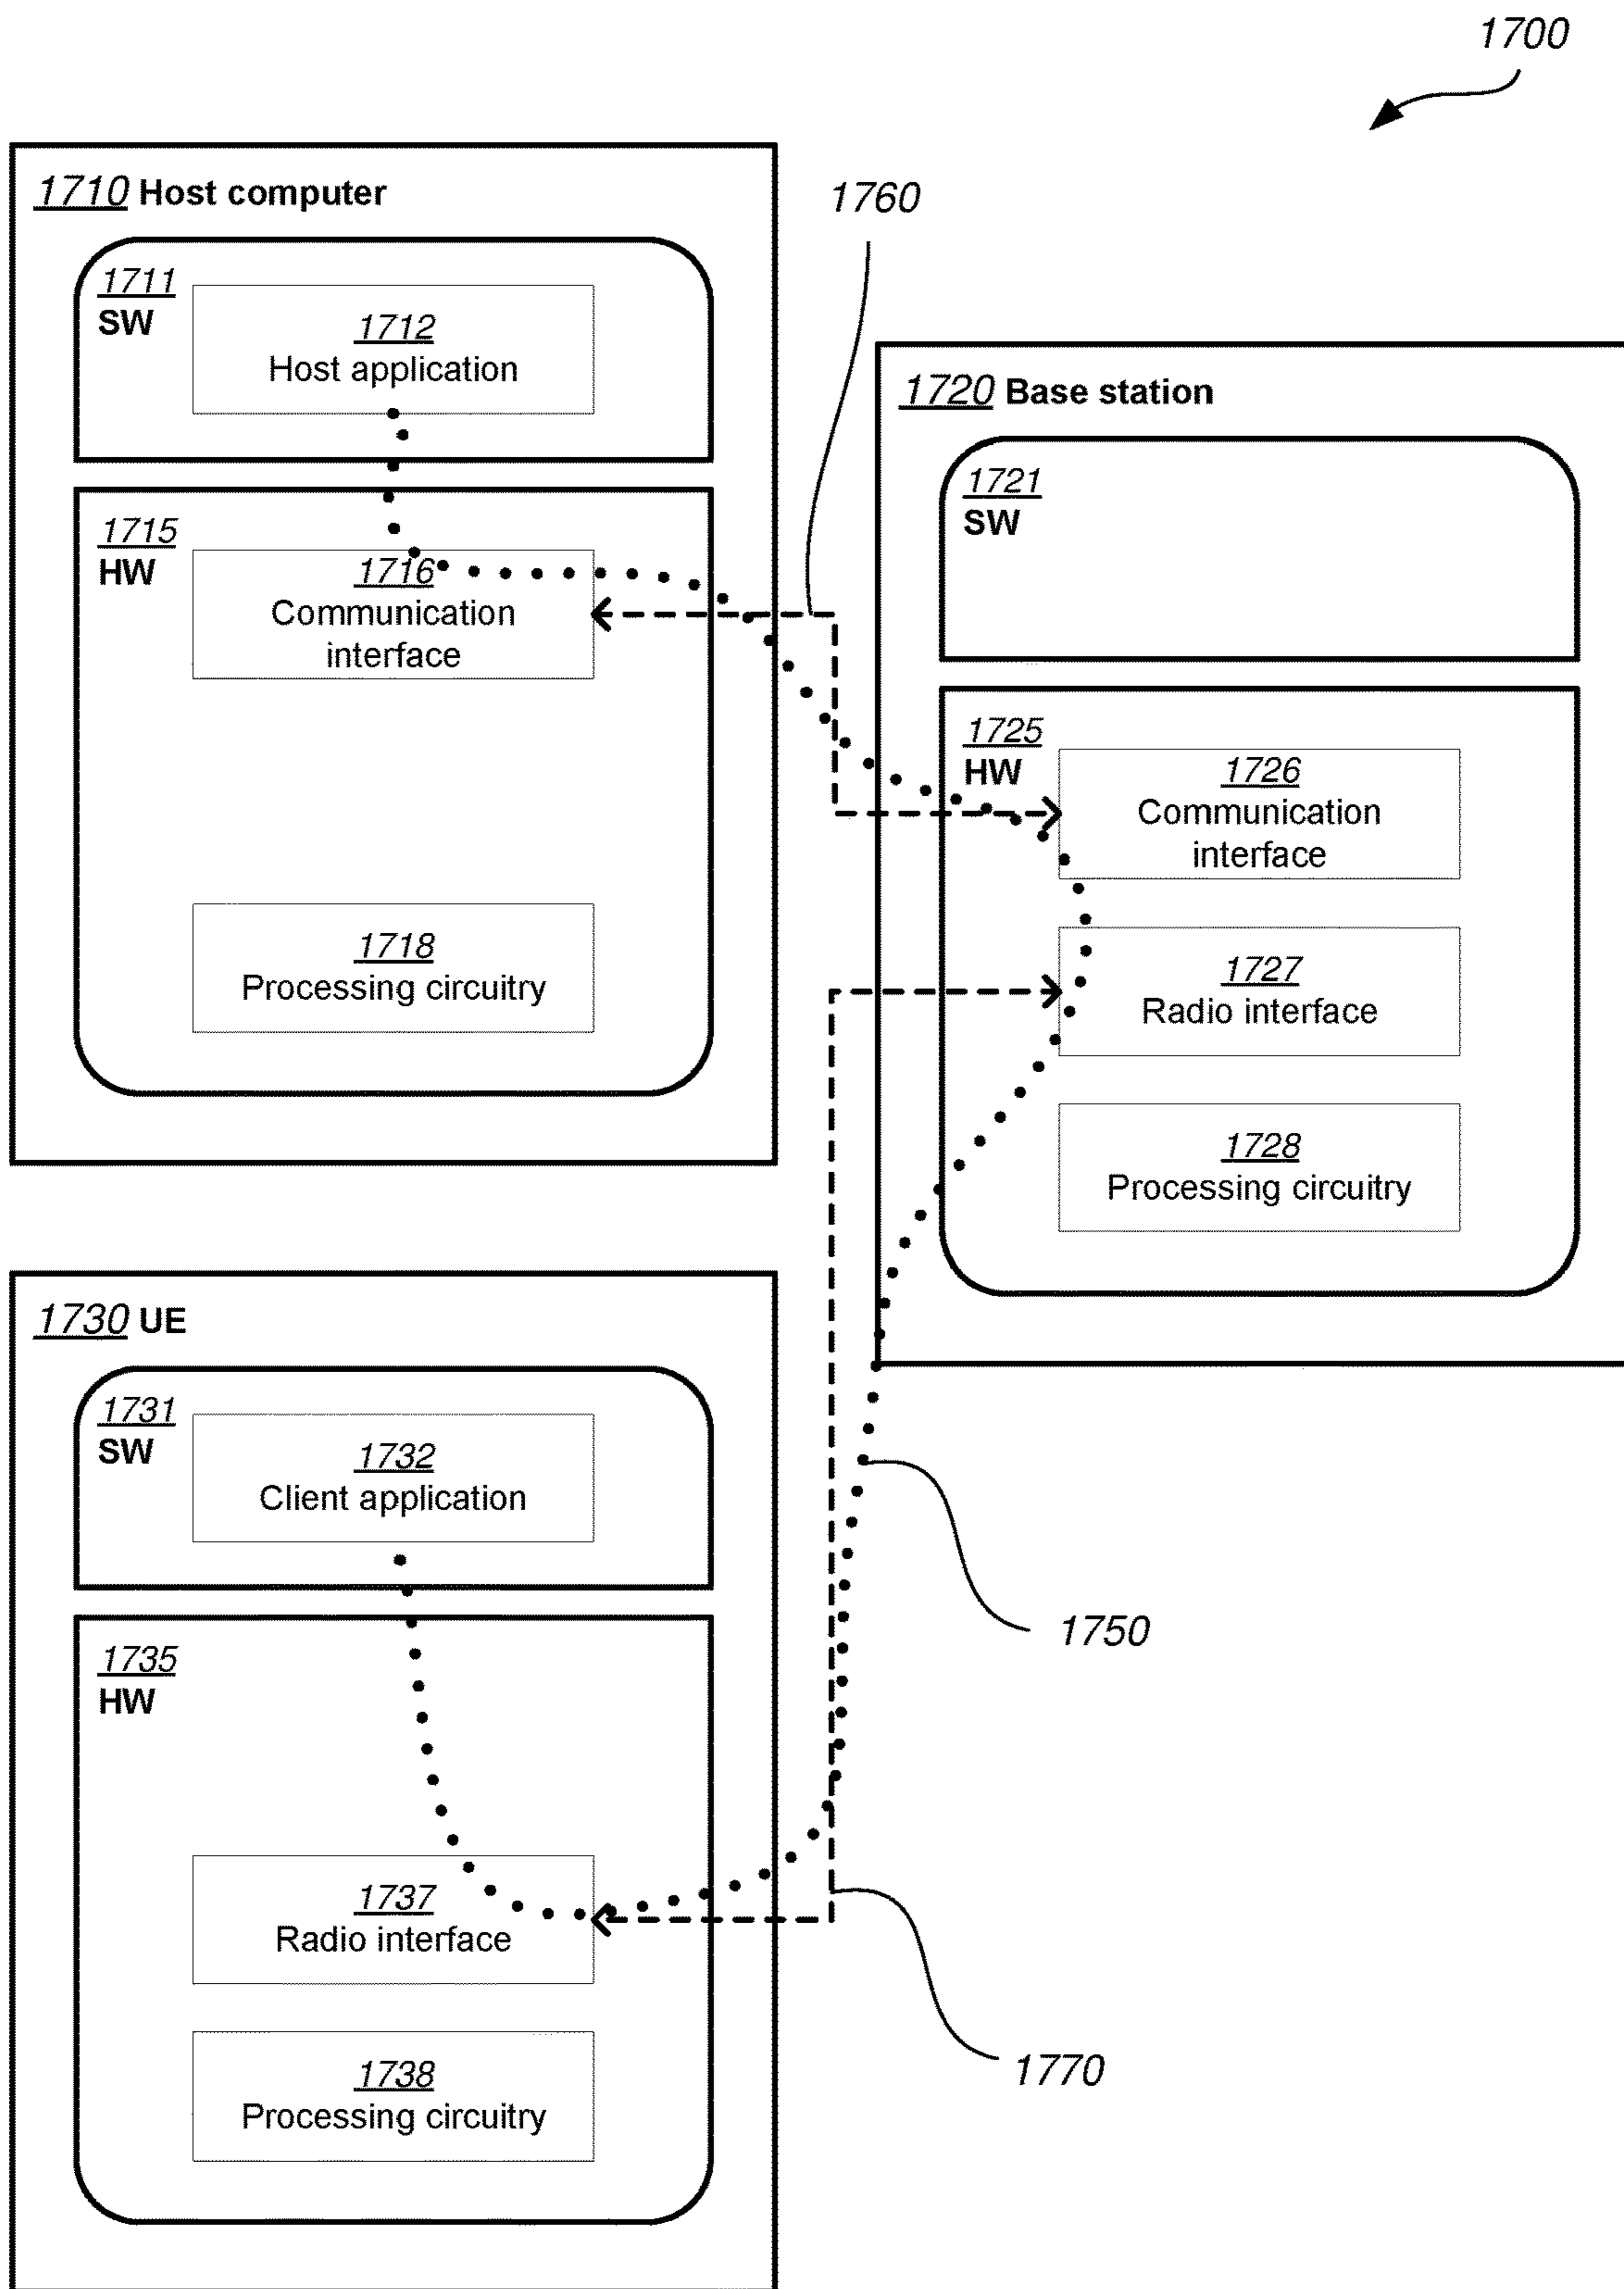 1700
1710 Host computer
1711
SW
1712
Host application
1715
HW
1716
Communication
interface
1718
Processing circuitry
1760
1720 Base station
1721
SW
1725
HW
1726
Communication
interface
1727
Radio interface
1728
Processing circuitry
1730 UE
1731
SW
1732
Client application
1735
HW
1737
Radio interface
1738
Processing circuitry
1750
1770